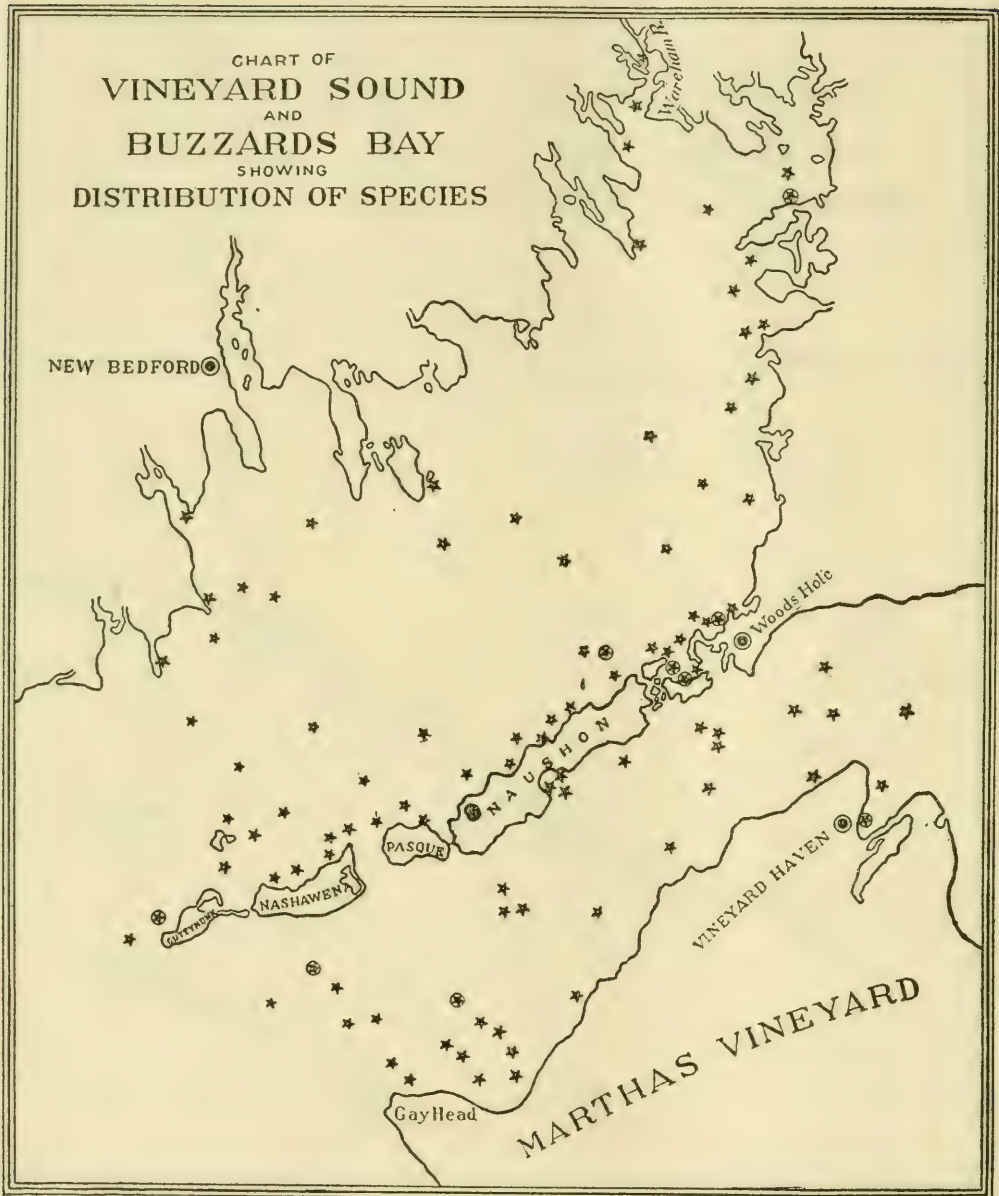 CHART OF
VINEYARD SOUND
AND
BUZZARDS BAY
SHOWING
DISTRIBUTION OF SPECIES
Wareham R.
NEW BEDFORD
Woods Hole
NAUSHON
PASQUE
NASHAWENA
CUTTYHUNK
VINEYARD HAVEN
MARTHAS VINEYARD
Gay Head